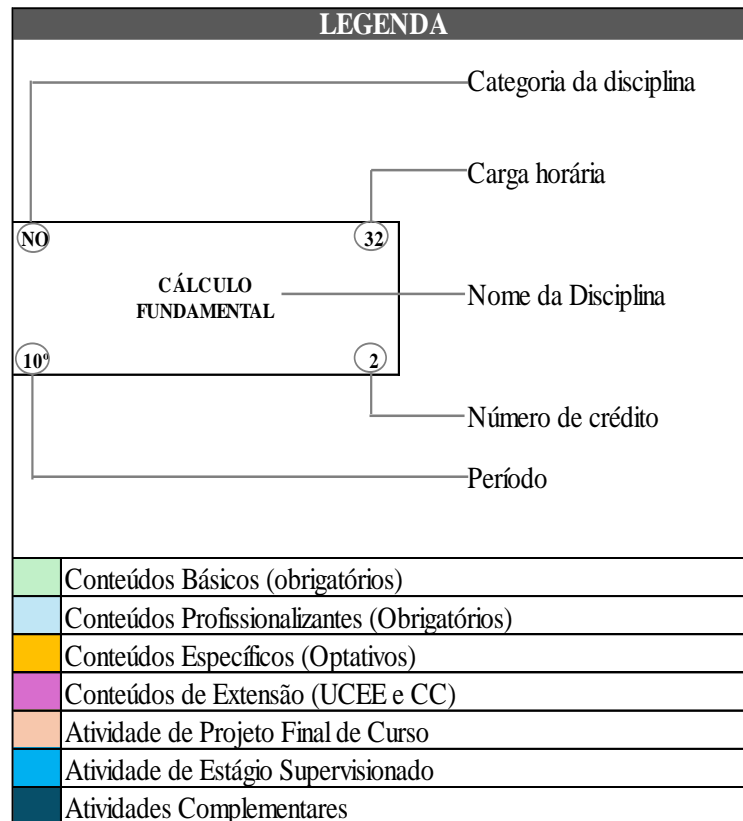 LEGENDA
Categoria da disciplina
Carga horária
NO
32
CÁLCULO
FUNDAMENTAL
Nome da Disciplina
10º
2
Número de crédito
Período
Conteúdos Básicos (obrigatórios)
Conteúdos Profissionalizantes (Obrigatórios)
Conteúdos Específicos (Optativos)
Conteúdos de Extensão (UCEE e CC)
Atividade de Projeto Final de Curso
Atividade de Estágio Supervisionado
Atividades Complementares